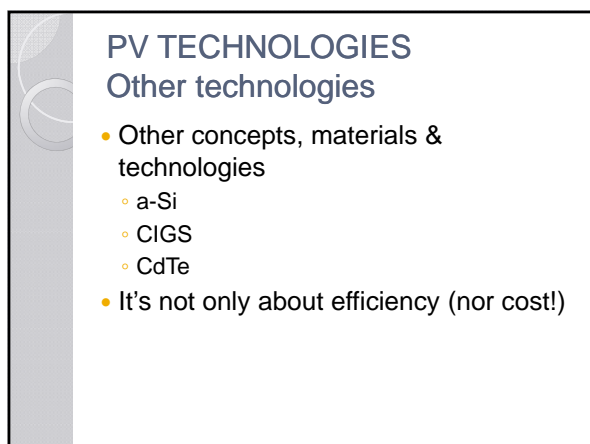 PV TECHNOLOGIES
Other technologies
• Other concepts, materials &
technologies
◦ a-Si
◦ CIGS
◦ CdTe
• It's not only about efficiency (nor cost!)